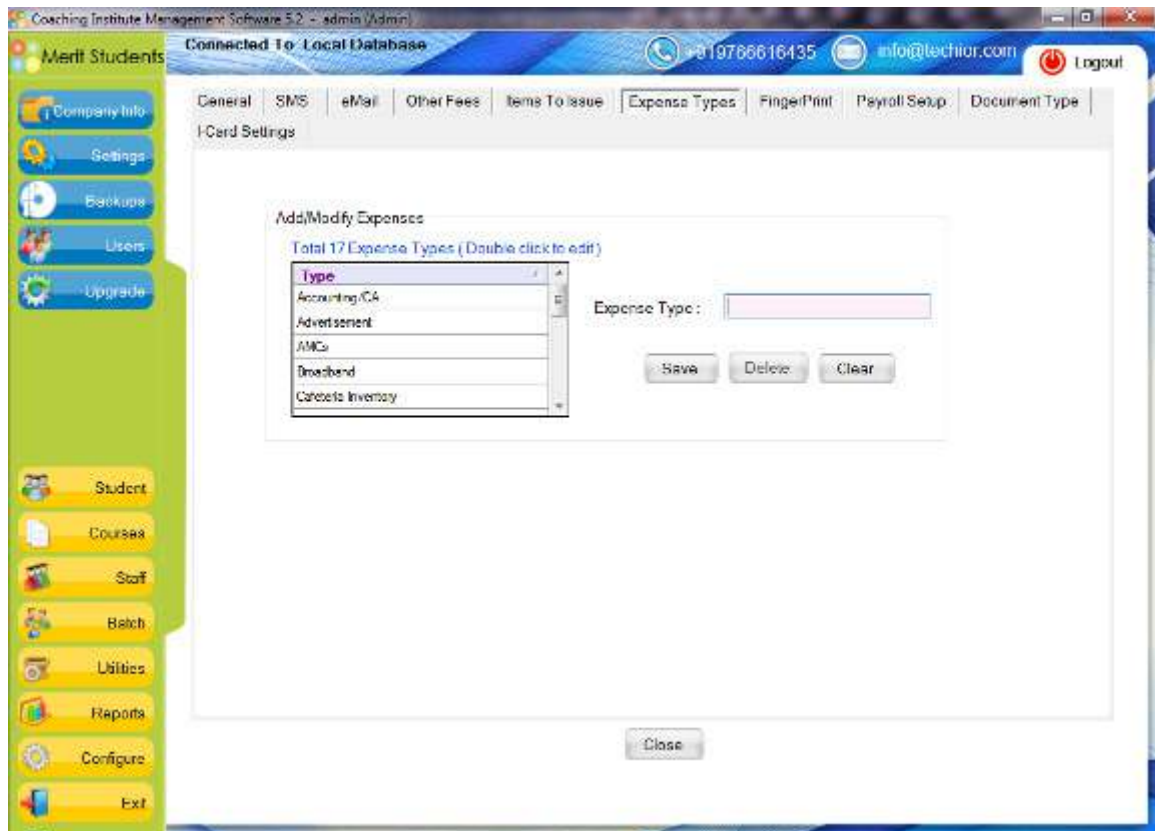 Coaching Institute Management Software 5.2 - admin (Admin)
Merit Students
Connected To Local Database
+919766616435
info@techior.com
Logout
Company Info
Settings
Backups
Users
Upgrade
Student
Courses
Staff
Batch
Utilities
Reports
Configure
Exit
General SMS eMail Other Fees Items To Issue Expense Types FingerPrint Payroll Setup Document Type
I-Card Settings
Add/Modify Expenses
Total 17 Expense Types ( Double click to edit )
Type
Accounting/CA
Advertisement
AMCs
Broadband
Cafeteria Inventory
Expense Type :
Save Delete Clear
Close